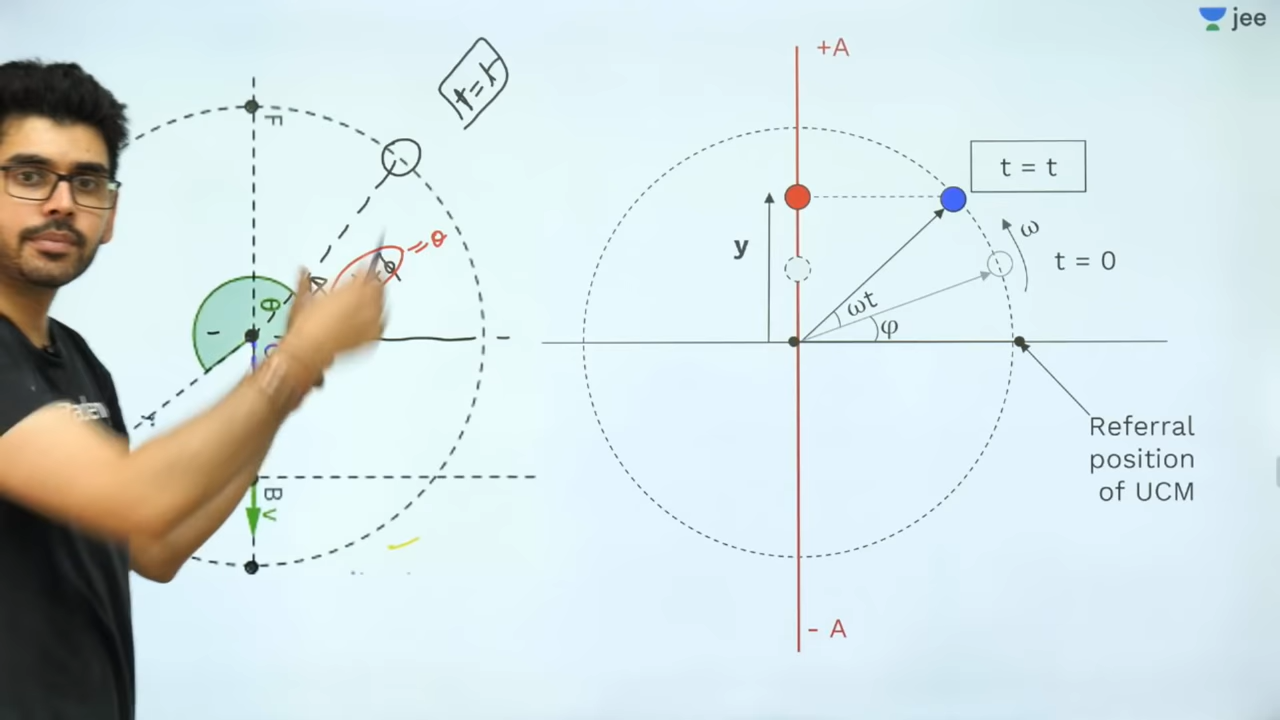 jee
+A
t = t
F
t = t
= θ
ω
y
t = 0
θ
ωt
φ
Referral
position
of UCM
B
v
- A